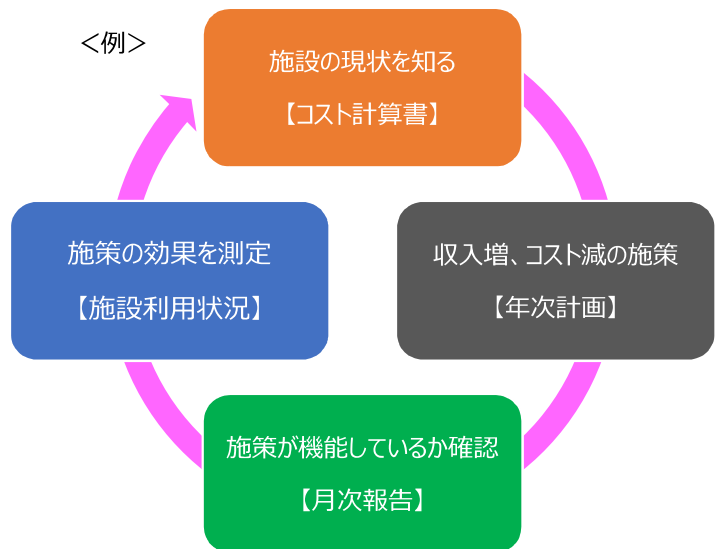 ＜例＞
施設の現状を知る
【コスト計算書】
収入増、コスト減の施策
【年次計画】
施策が機能しているか確認
【月次報告】
施策の効果を測定
【施設利用状況】